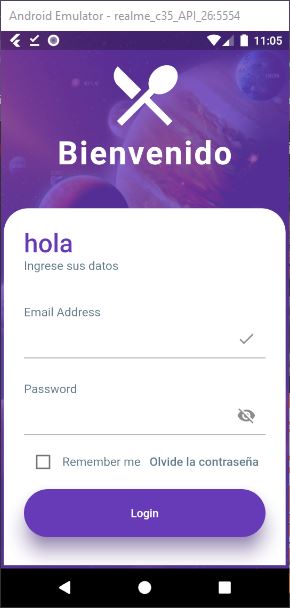 Android Emulator - realme_c35_API_26:5554
11:05
Bienvenido
hola
Ingrese sus datos
Email Address
Password
Remember me Olvide la contraseña
Login